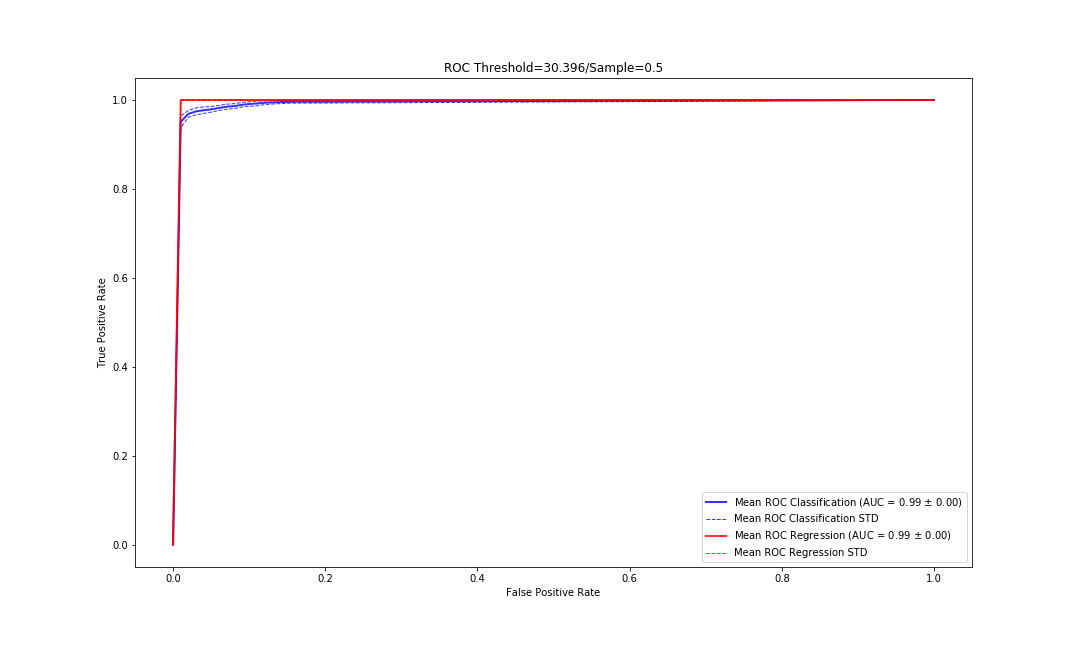 ROC Threshold=30.396/Sample=0.5
1.0
0.8
0.6
0.4
0.2
0.0
True Positive Rate
Mean ROC Classification (AUC = 0.99 ± 0.00)
Mean ROC Classification STD
Mean ROC Regression (AUC = 0.99 ± 0.00)
Mean ROC Regression STD
0.0 0.2 0.4 0.6 0.8 1.0
False Positive Rate